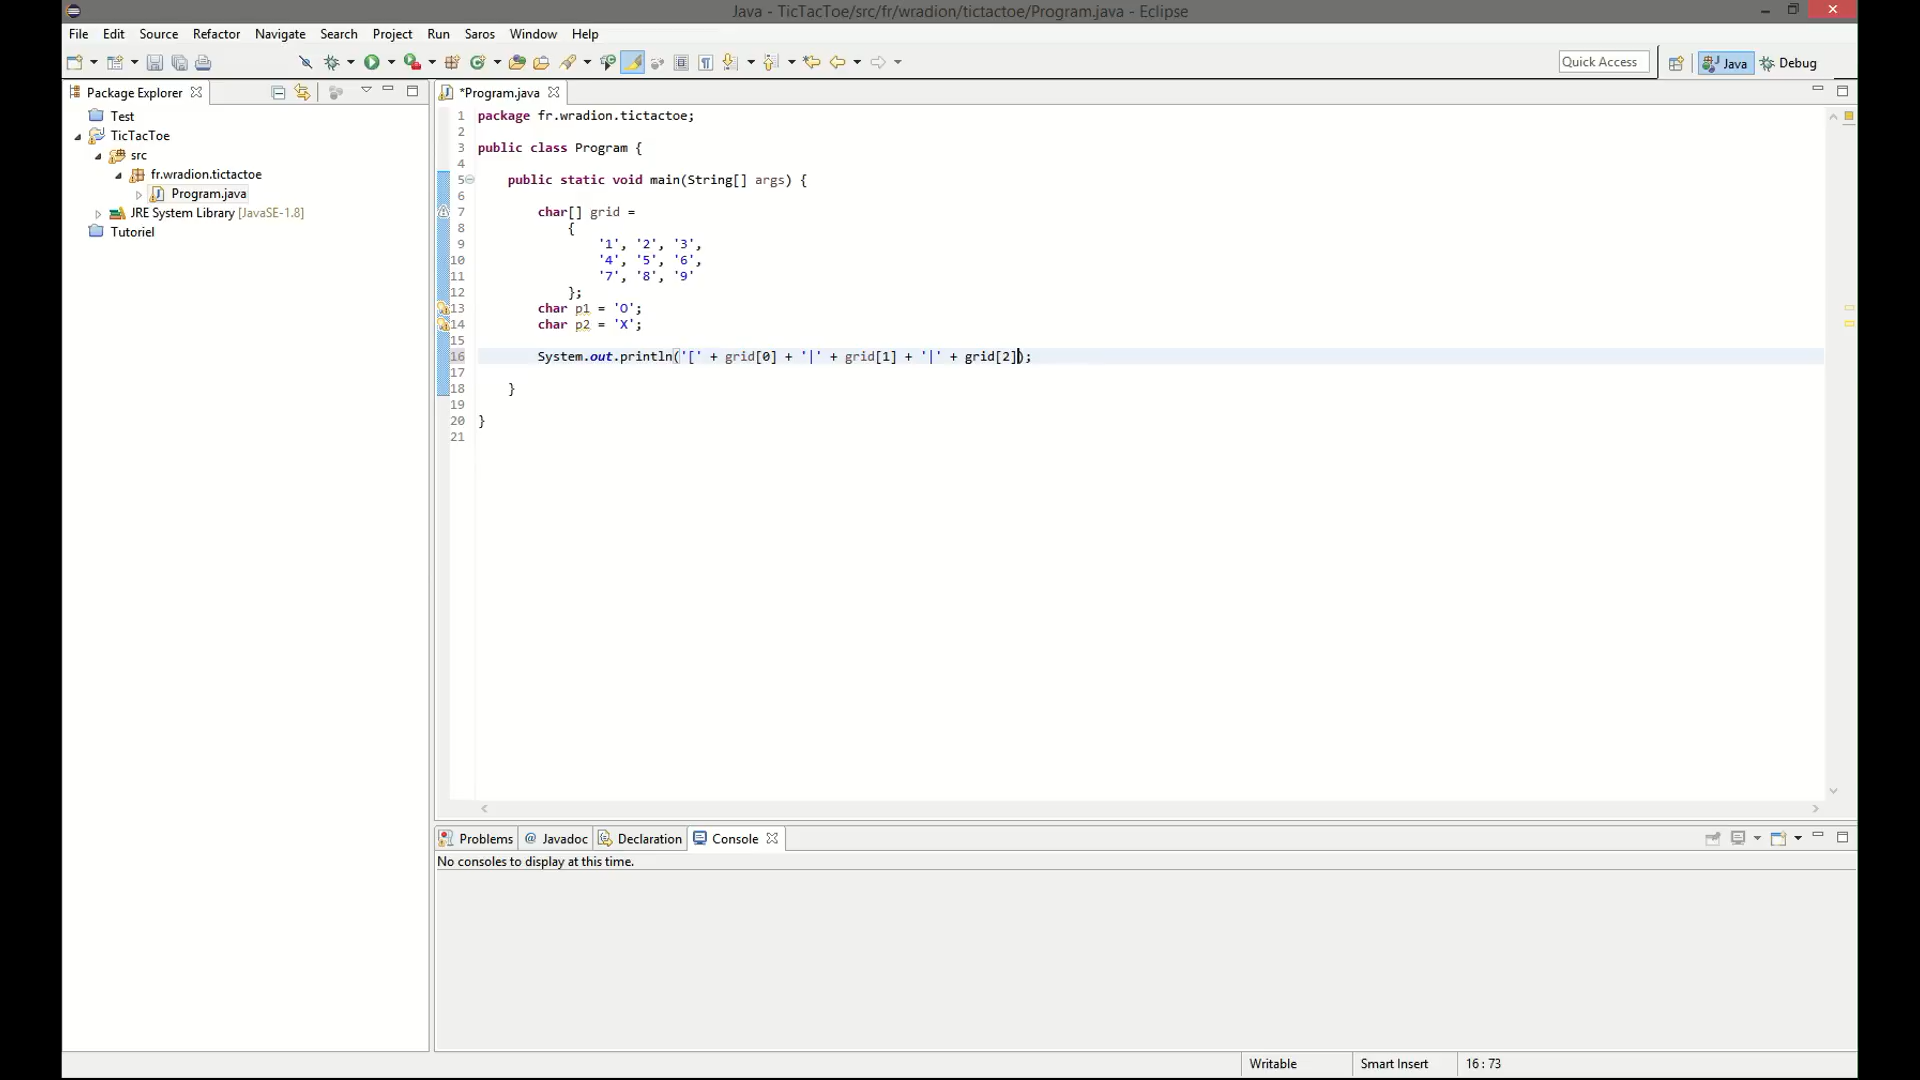 Java - TicTacToe/src/fr/wradion/tictactoe/Program.java - Eclipse
File Edit Source Refactor Navigate Search Project Run Saros Window Help
Quick Access Java Debug
Package Explorer
Test
TicTacToe
src
fr.wradion.tictactoe
Program.java
JRE System Library [JavaSE-1.8]
Tutoriel
*Program.java
1 package fr.wradion.tictactoe;
2
3 public class Program {
4
5 public static void main(String[] args) {
6
7 char[] grid =
8 {
9 '1', '2', '3',
10 '4', '5', '6',
11 '7', '8', '9'
12 };
13 char p1 = 'O';
14 char p2 = 'X';
15
16 System.out.println('[' + grid[0] + '|' + grid[1] + '|' + grid[2]);
17
18 }
19
20 }
21
Problems @ Javadoc Declaration Console
No consoles to display at this time.
Writable Smart Insert 16 : 73